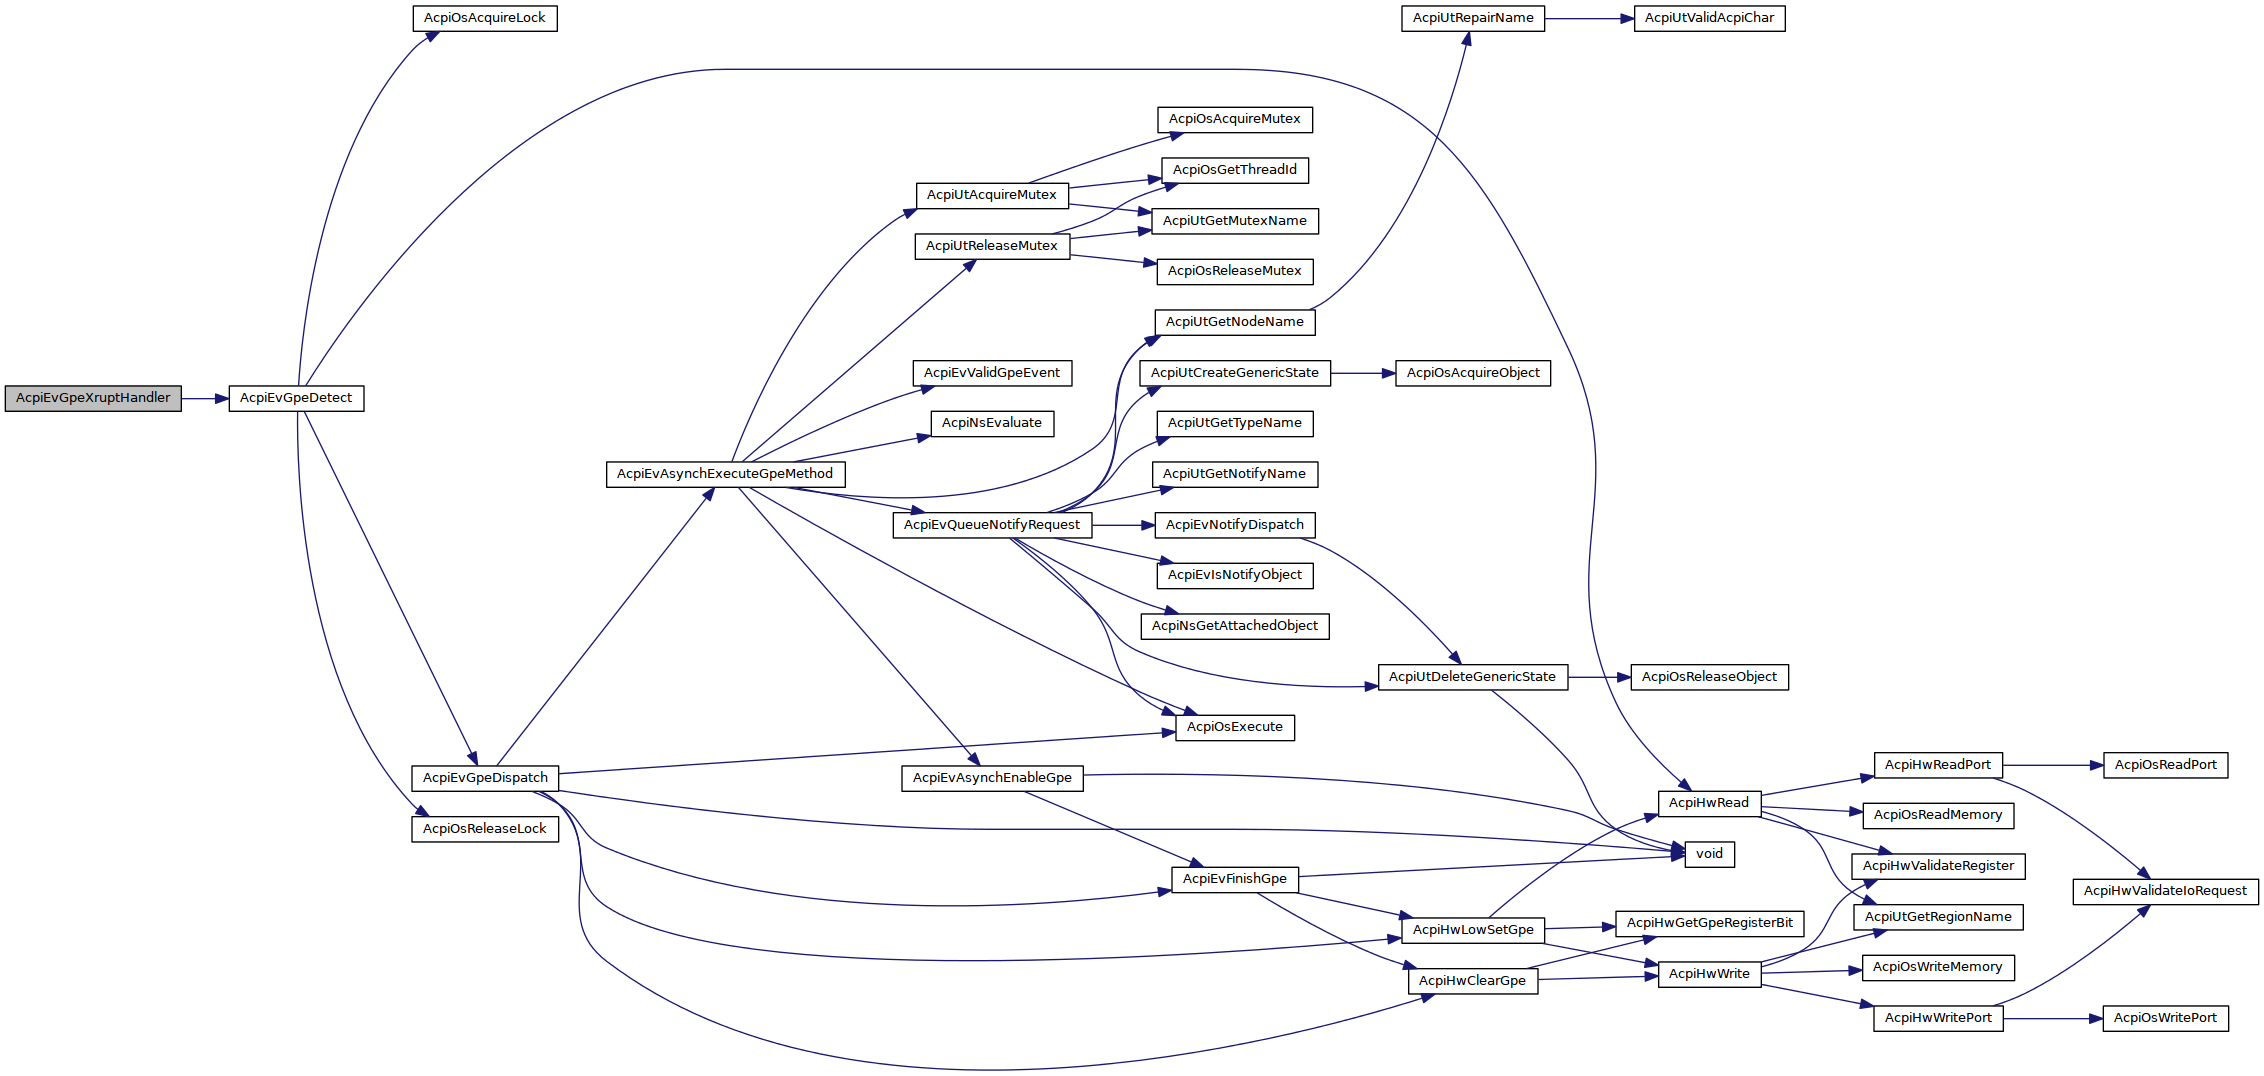 AcpiOsAcquireLock
AcpiUtRepairName
AcpiUtValidAcpiChar
AcpiOsAcquireMutex
AcpiOsGetThreadId
AcpiUtAcquireMutex
AcpiUtGetMutexName
AcpiUtReleaseMutex
AcpiOsReleaseMutex
AcpiUtGetNodeName
AcpiEvValidGpeEvent
AcpiUtCreateGenericState
AcpiOsAcquireObject
AcpiEvGpeXruptHandler
AcpiEvGpeDetect
AcpiNsEvaluate
AcpiUtGetTypeName
AcpiEvAsynchExecuteGpeMethod
AcpiUtGetNotifyName
AcpiEvQueueNotifyRequest
AcpiEvNotifyDispatch
AcpiEvIsNotifyObject
AcpiNsGetAttachedObject
AcpiUtDeleteGenericState
AcpiOsReleaseObject
AcpiOsExecute
AcpiEvGpeDispatch
AcpiEvAsynchEnableGpe
AcpiHwReadPort
AcpiOsReadPort
AcpiHwRead
AcpiOsReadMemory
AcpiOsReleaseLock
void
AcpiHwValidateRegister
AcpiEvFinishGpe
AcpiHwValidateIoRequest
AcpiUtGetRegionName
AcpiHwLowSetGpe
AcpiHwGetGpeRegisterBit
AcpiOsWriteMemory
AcpiHwClearGpe
AcpiHwWrite
AcpiHwWritePort
AcpiOsWritePort